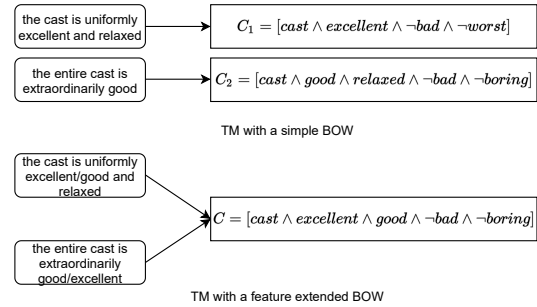 the cast is uniformly
excellent and relaxed
C₁ = [cast ∧ excellent ∧ ¬bad ∧ ¬worst]
the entire cast is
extraordinarily good
C₂ = [cast ∧ good ∧ relaxed ∧ ¬bad ∧ ¬boring]
TM with a simple BOW
the cast is uniformly
excellent/good and
relaxed
C = [cast ∧ excellent ∧ good ∧ ¬bad ∧ ¬boring]
the entire cast is
extraordinarily
good/excellent
TM with a feature extended BOW